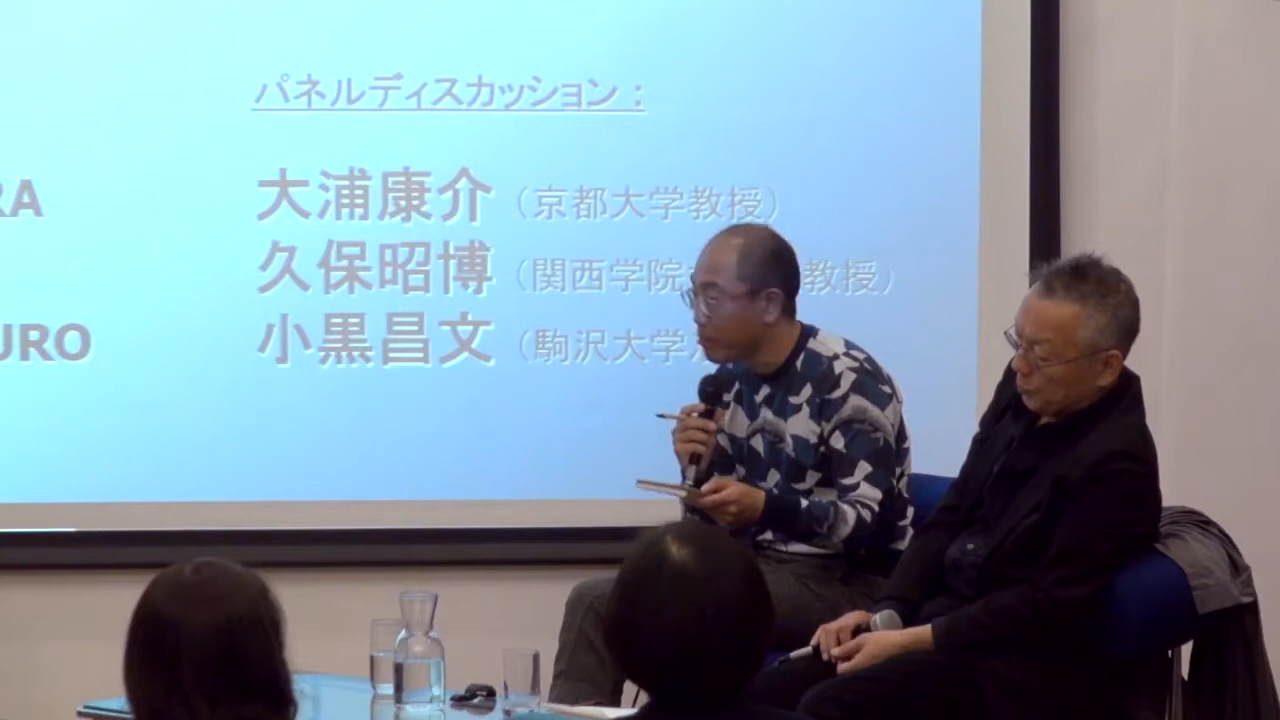 パネルディスカッション：
RA
大浦康介（京都大学教授）
久保昭博（関西学院 教授）
URO
小黒昌文（駒沢大学